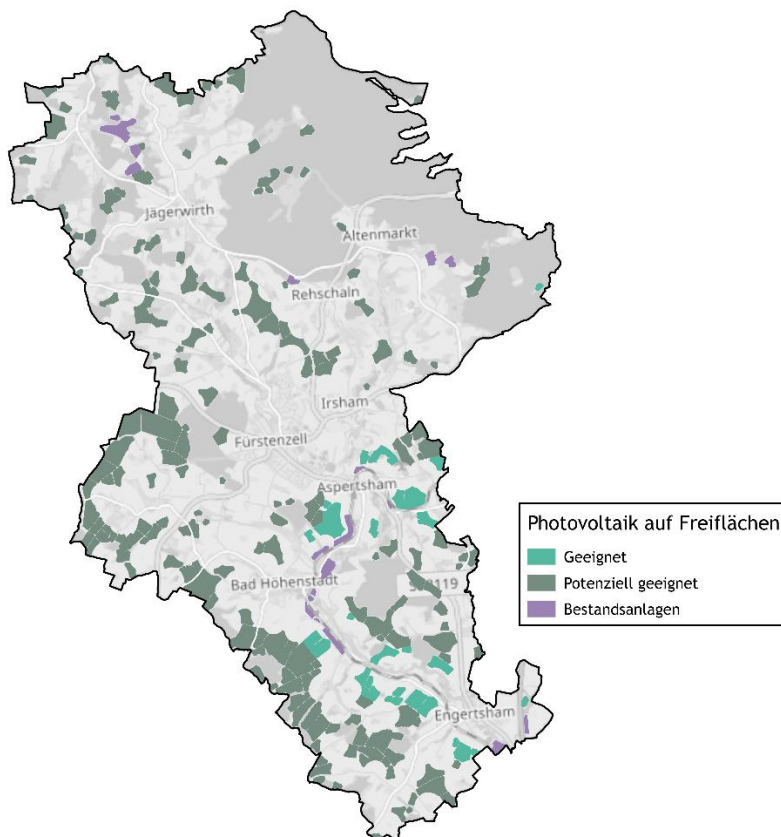 Jägerwirth
Altenmarkt
Rehschaln
Irsham
Fürstenzell
Aspertsham
Bad Höhenstadt
Engertsham
Photovoltaik auf Freiflächen
Geeignet
Potenziell geeignet
Bestandsanlagen